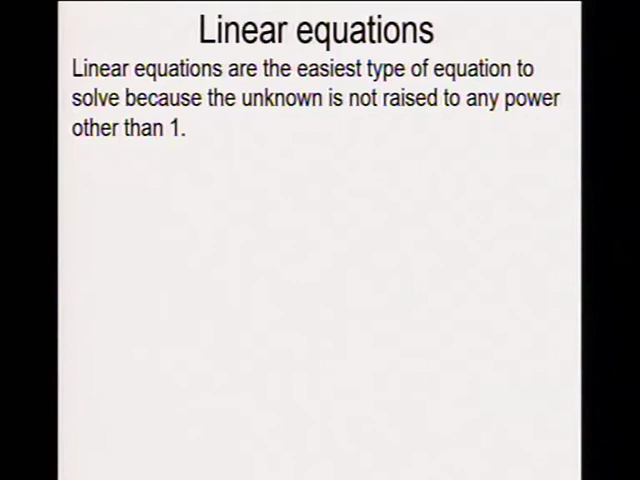 Linear equations
Linear equations are the easiest type of equation to
solve because the unknown is not raised to any power
other than 1.